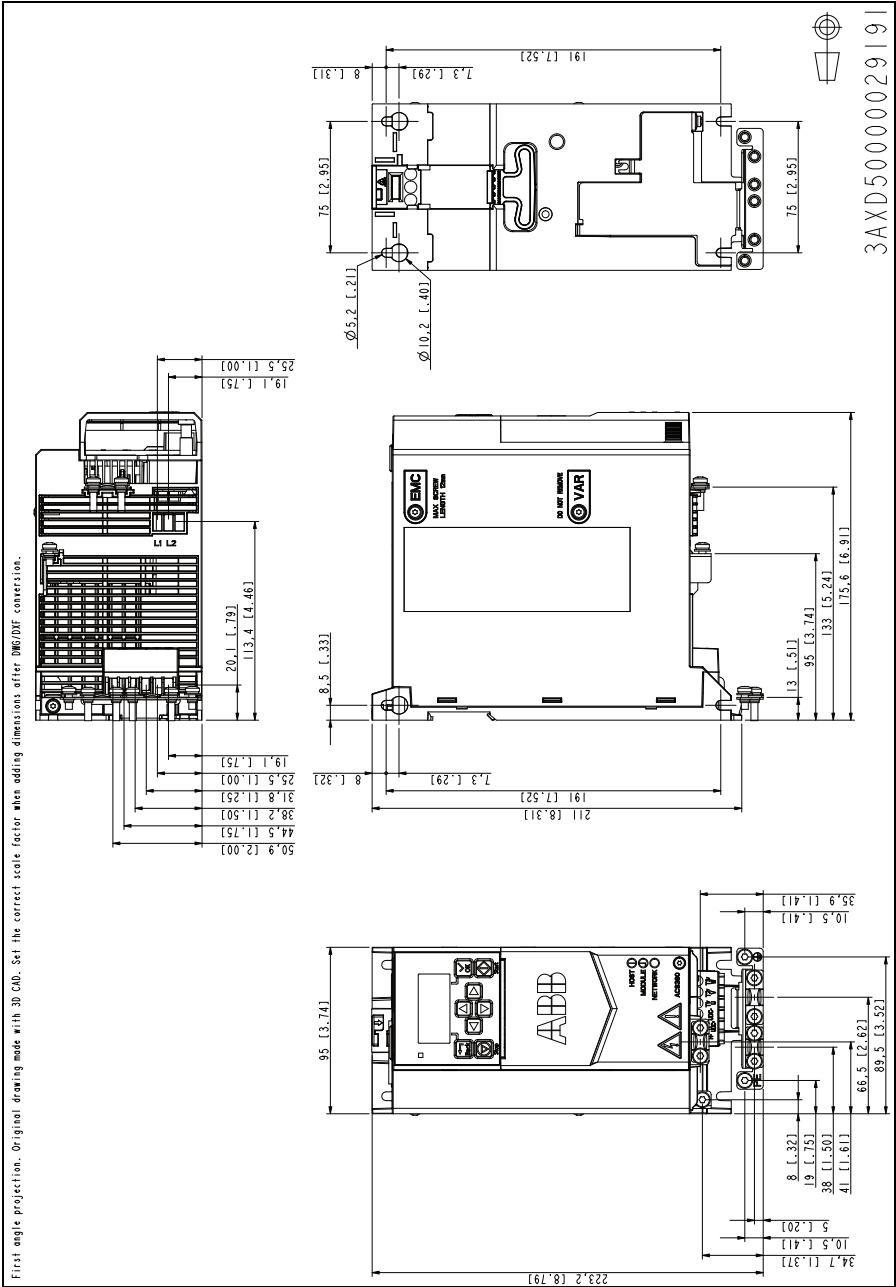 3AXD50000029191
191 [7.52]
8 [.31]
7,3 [.29]
75 [2.95]
75 [2.95]
Ø5,2 [.21]
Ø10,2 [.40]
25,5 [1.00]
19,1 [.75]
L1 L2
20,1 [.79]
113,4 [4.46]
19,1 [.75]
25,5 [1.00]
31,8 [1.25]
38,2 [1.50]
44,5 [1.75]
50,9 [2.00]
EMC
MAX SCREW
LENGTH 12mm
DO NOT REMOVE
VAR
8,5 [.33]
13 [.51]
95 [3.74]
133 [5.24]
175,6 [6.91]
8 [.32]
7,3 [.29]
191 [7.52]
211 [8.31]
95 [3.74]
OK
Start
Stop
ABB
HOST
MODULE
NETWORK
ACS380
PE
35,9 [1.41]
10,5 [.41]
66,5 [2.62]
89,5 [3.52]
8 [.32]
19 [.75]
38 [1.50]
41 [1.61]
5 [.20]
10,5 [.41]
34,7 [1.37]
223,2 [8.79]
First angle projection. Original drawing made with 3D CAD. Set the correct scale factor when adding dimensions after DWG/DXF conversion.